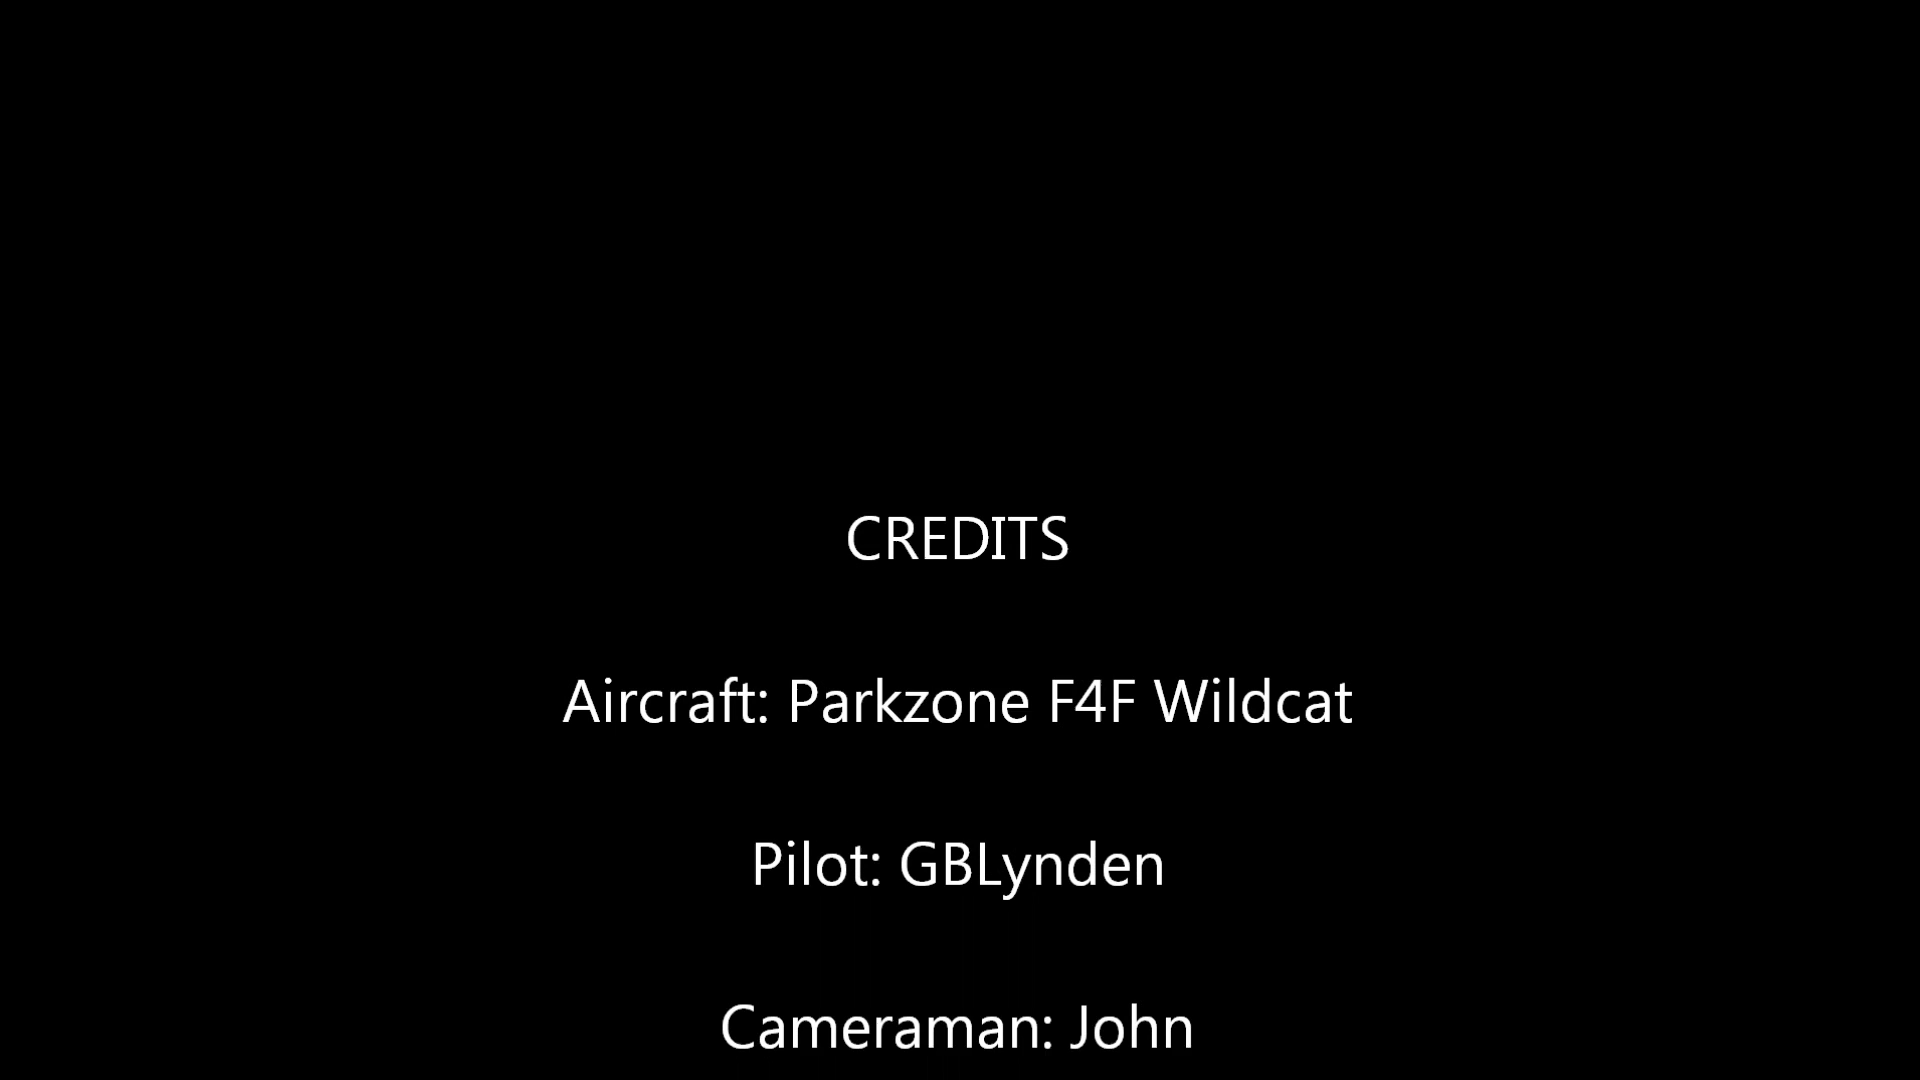 CREDITS
Aircraft: Parkzone F4F Wildcat
Pilot: GBLynden
Cameraman: John